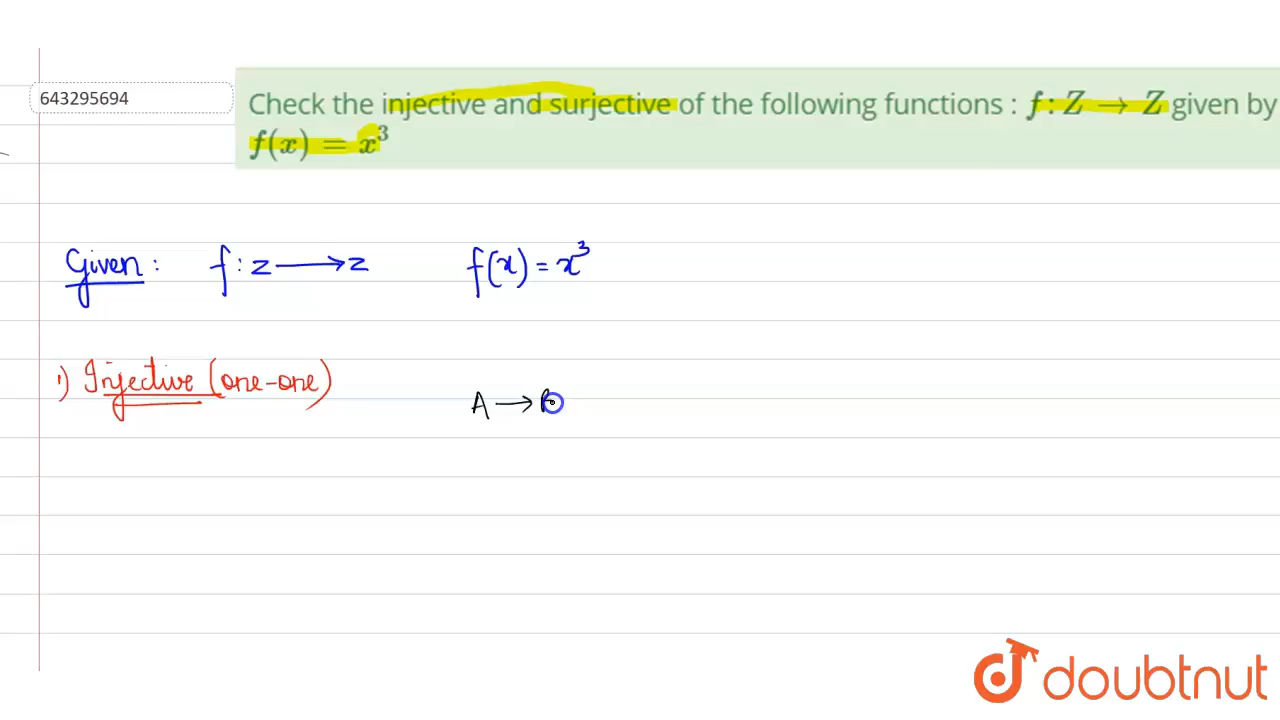 643295694
Check the injective and surjective of the following functions : f : Z → Z given by
f(x) = x³
Given : f : z ⟶ z f(x) = x³
1) Injective (one-one)
A ⟶ B
doubtnut